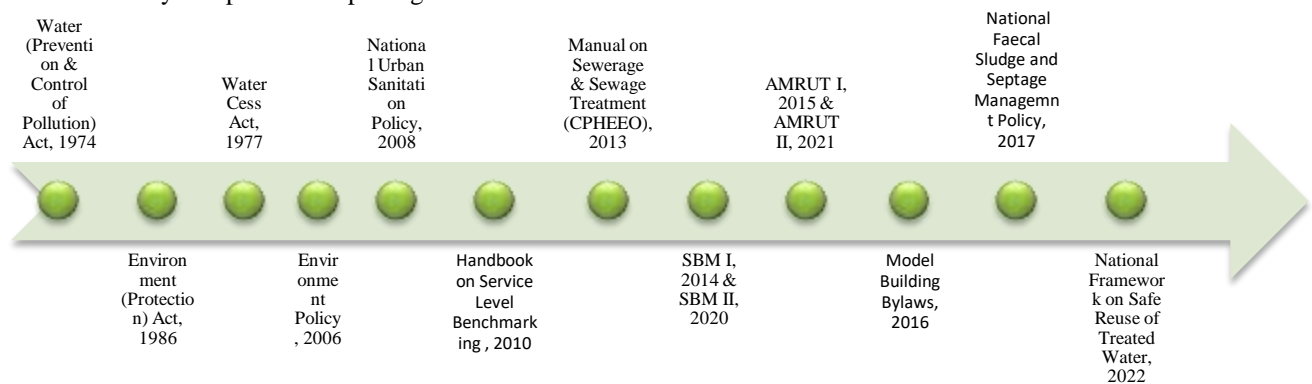 Water
(Preventi
on &
Control
of
Pollution)
Act, 1974
Water
Cess
Act,
1977
Nationa
l Urban
Sanitati
on
Policy,
2008
Manual on
Sewerage
& Sewage
Treatment
(CPHEEO),
2013
AMRUT I,
2015 &
AMRUT
II, 2021
National
Faecal
Sludge and
Septage
Managemn
t Policy,
2017
Environ
ment
(Protectio
n) Act,
1986
Envir
onme
nt
Policy
, 2006
Handbook
on Service
Level
Benchmark
ing , 2010
SBM I,
2014 &
SBM II,
2020
Model
Building
Bylaws,
2016
National
Framewor
k on Safe
Reuse of
Treated
Water,
2022